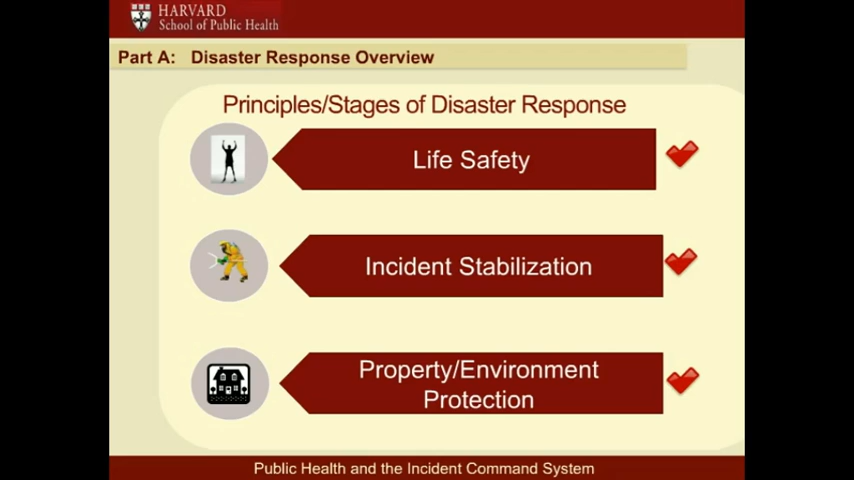 HARVARD
School of Public Health
Part A: Disaster Response Overview
Principles/Stages of Disaster Response
Life Safety
Incident Stabilization
Property/Environment
Protection
Public Health and the Incident Command System